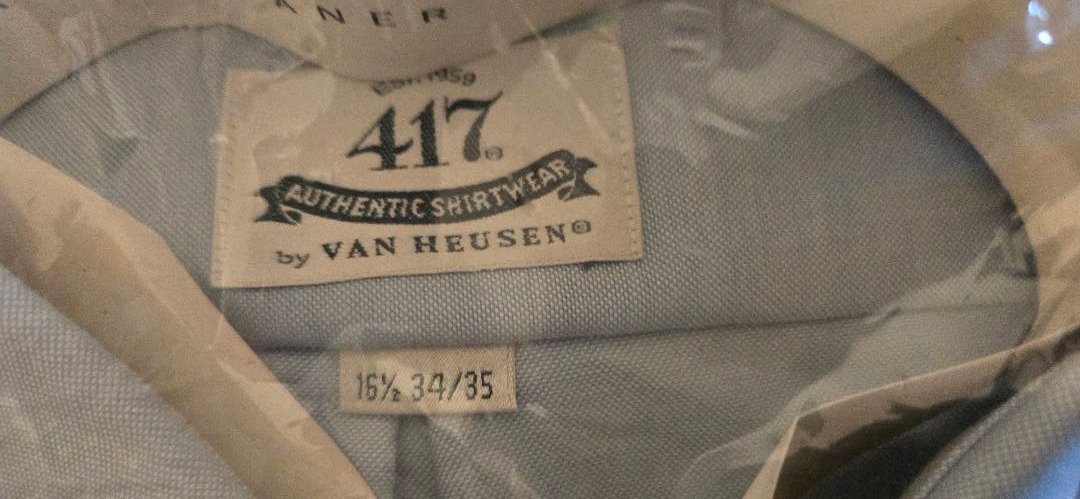 ANER
EST. 1959
417®
AUTHENTIC SHIRTWEAR
by VAN HEUSEN®
16½ 34/35